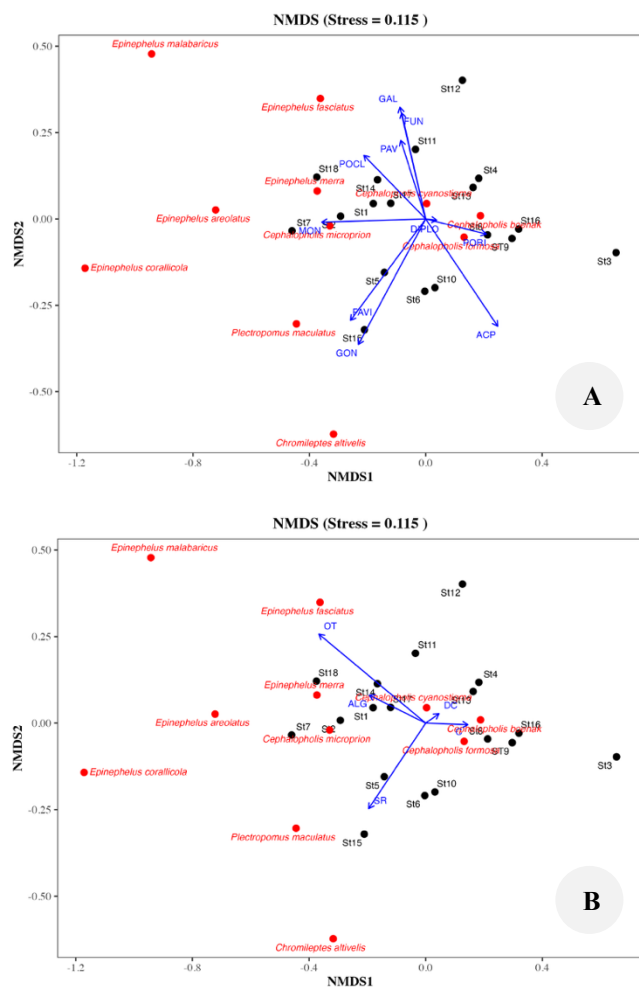 NMDS (Stress = 0.115 )
Epinephelus malabaricus
0.50
St12
Epinephelus fasciatus
GAL
FUN
0.25
St11
PAV
POCL
St18
St4
Epinephelus merra
St14
Cephalopholis cyanostigma
St13
St1
Epinephelus areolatus
NMDS2
0.00
St7
MON
DIPLO
Cephalopholis microprion
St16
ST9
Cephalopholis formosa
St3
Epinephelus corallicola
St5
St10
St6
-0.25
FAVI
Plectropomus maculatus
GON
ACP
A
-0.50
Chromileptes altivelis
-1.2
-0.8
-0.4
0.0
0.4
NMDS1
NMDS (Stress = 0.115 )
0.50
Epinephelus malabaricus
St12
Epinephelus fasciatus
OT
0.25
St11
St18
St4
Epinephelus merra
St14
Cephalopholis cyanostigma
St13
ALG
DC
St1
Epinephelus areolatus
NMDS2
0.00
St7
Cephalopholis microprion
St16
ST9
Cephalopholis formosa
St3
Epinephelus corallicola
St5
St10
St6
SR
-0.25
Plectropomus maculatus
St15
B
-0.50
Chromileptes altivelis
-1.2
-0.8
-0.4
0.0
0.4
NMDS1